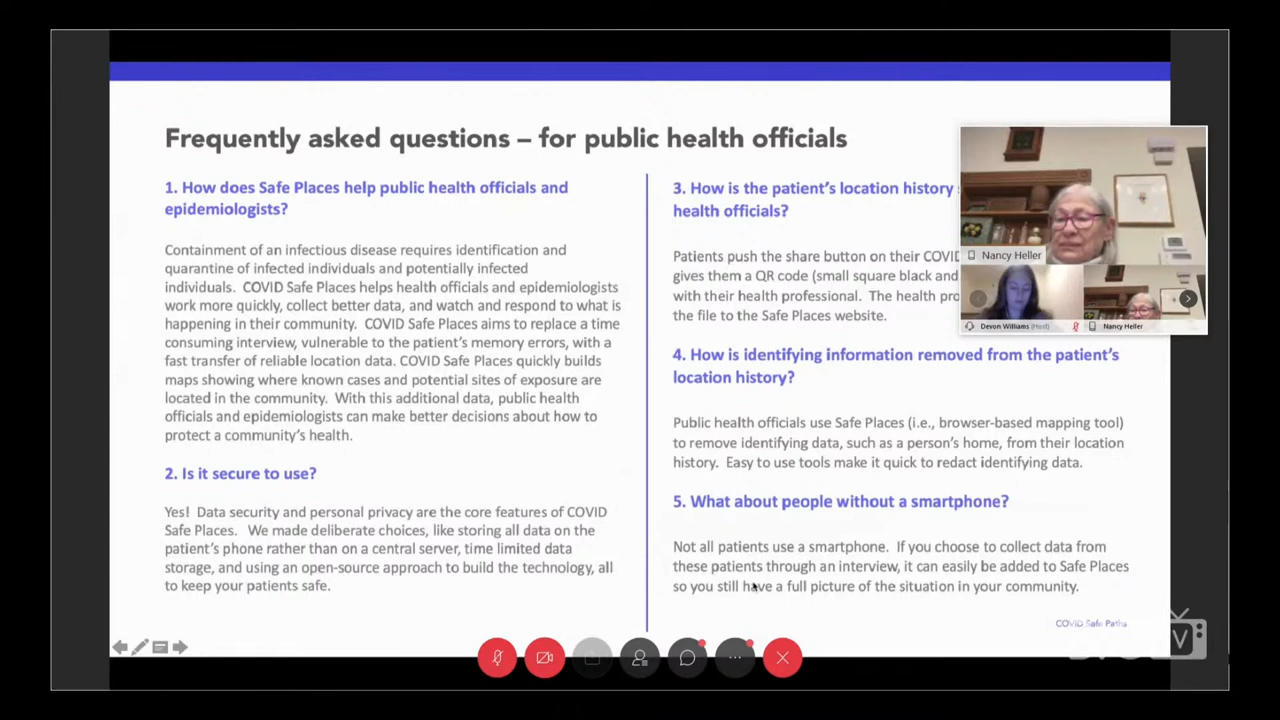 Frequently asked questions – for public health officials
1. How does Safe Places help public health officials and
epidemiologists?
Containment of an infectious disease requires identification and
quarantine of infected individuals and potentially infected
individuals. COVID Safe Places helps health officials and epidemiologists
work more quickly, collect better data, and watch and respond to what is
happening in their community. COVID Safe Places aims to replace a time
consuming interview, vulnerable to the patient's memory errors, with a
fast transfer of reliable location data. COVID Safe Places quickly builds
maps showing where known cases and potential sites of exposure are
located in the community. With this additional data, public health
officials and epidemiologists can make better decisions about how to
protect a community's health.
2. Is it secure to use?
Yes! Data security and personal privacy are the core features of COVID
Safe Places. We made deliberate choices, like storing all data on the
patient's phone rather than on a central server, time limited data
storage, and using an open-source approach to build the technology, all
to keep your patients safe.
3. How is the patient's location history
health officials?
Patients push the share button on their COVID
gives them a QR code (small square black and
with their health professional. The health
the file to the Safe Places website.
4. How is identifying information removed from the patient's
location history?
Public health officials use Safe Places (i.e., browser-based mapping tool)
to remove identifying data, such as a person's home, from their location
history. Easy to use tools make it quick to redact identifying data.
5. What about people without a smartphone?
Not all patients use a smartphone. If you choose to collect data from
these patients through an interview, it can easily be added to Safe Places
so you still have a full picture of the situation in your community.
COVID Safe Paths
Nancy Heller
Devon Williams (Host)
Nancy Heller